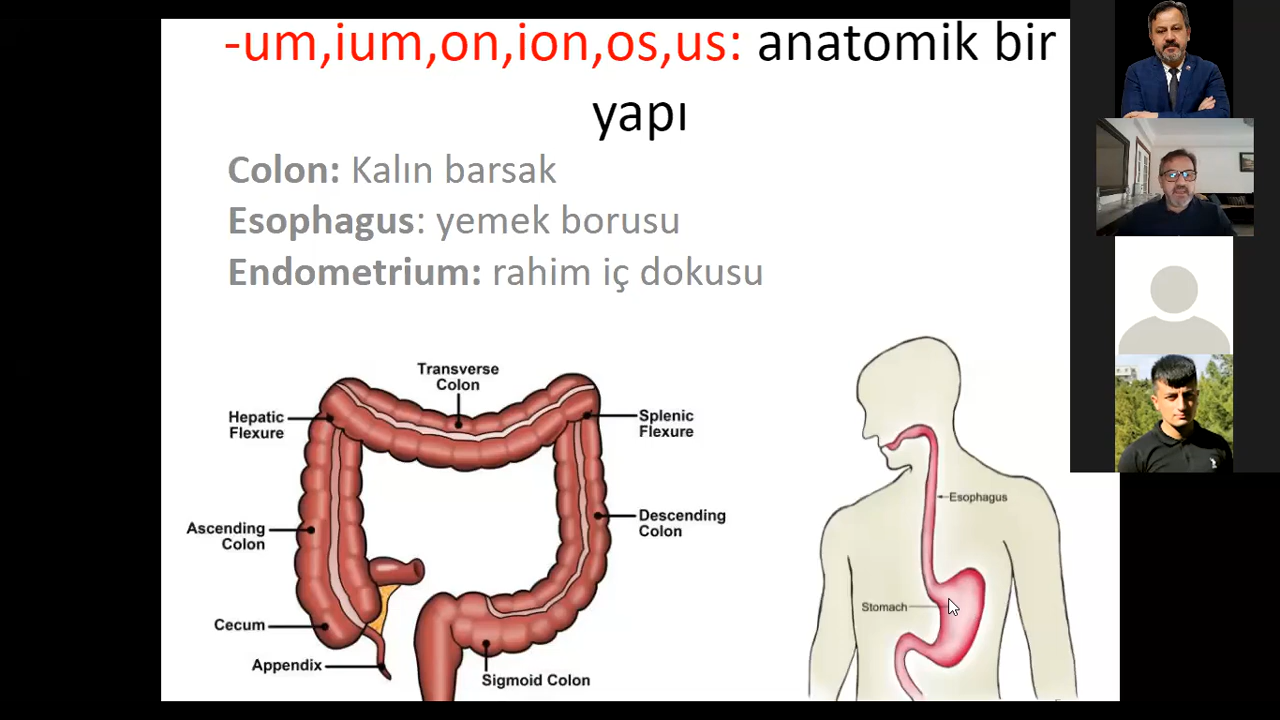 -um,ium,on,ion,os,us: anatomik bir
yapı
Colon: Kalın barsak
Esophagus: yemek borusu
Endometrium: rahim iç dokusu
Transverse
Colon
Hepatic
Flexure
Splenic
Flexure
Ascending
Colon
Descending
Colon
Cecum
Appendix
Sigmoid Colon
Esophagus
Stomach